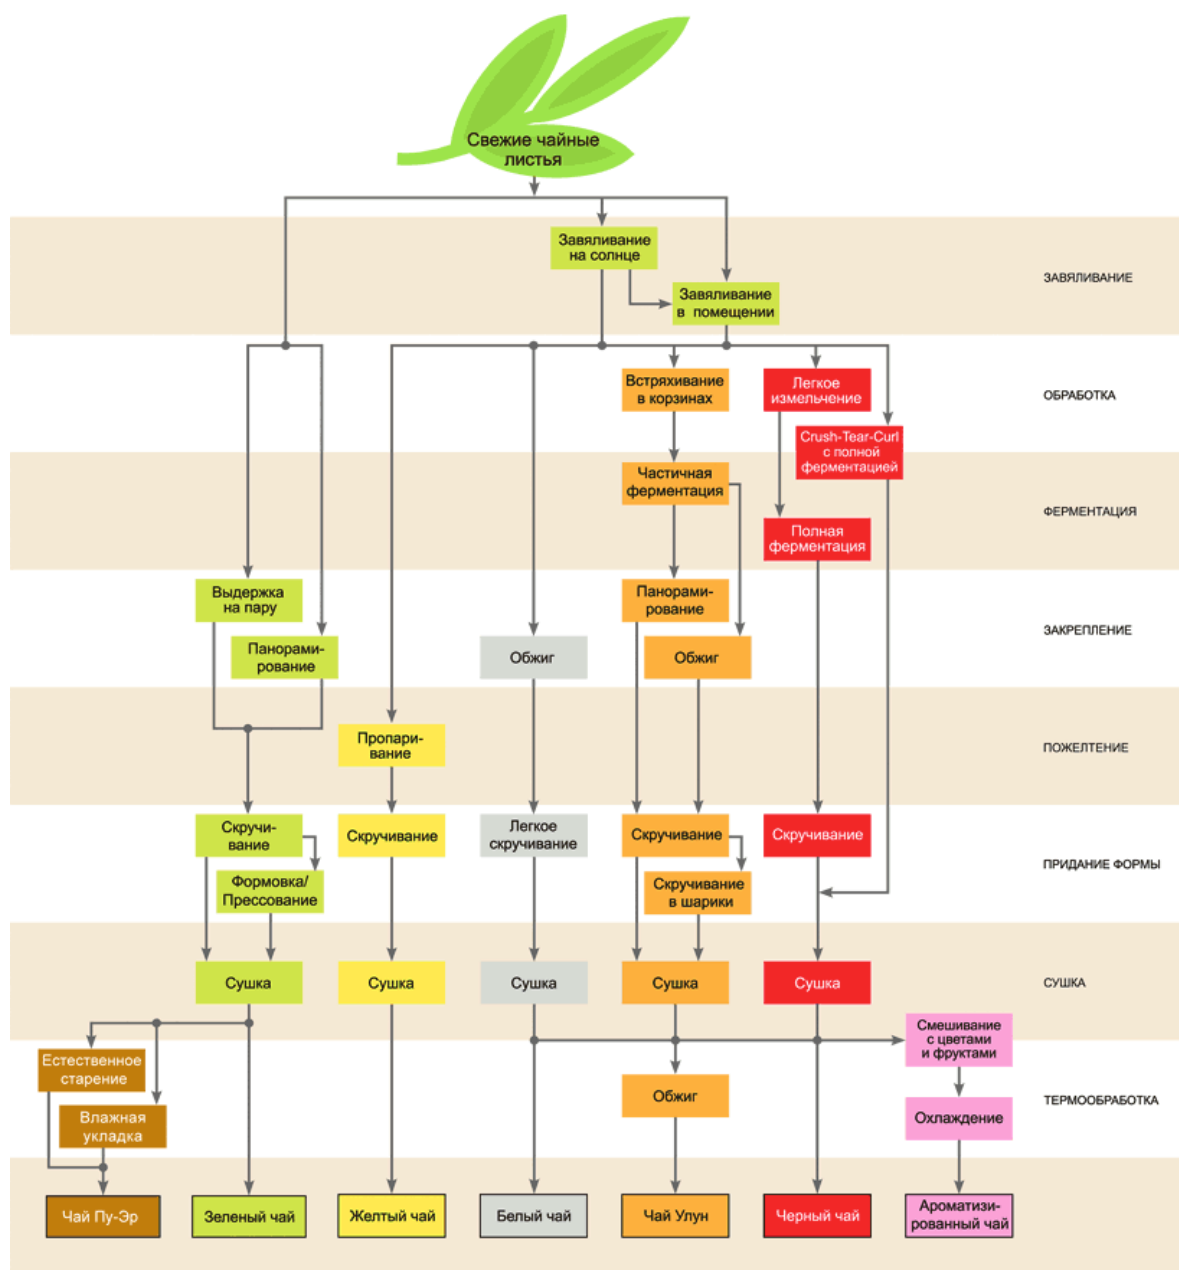 Свежие чайные
листья
Завяливание
на солнце
ЗАВЯЛИВАНИЕ
Завяливание
в помещении
Встряхивание
в корзинах
Легкое
измельчение
ОБРАБОТКА
Crush-Tear-Curl
с полной
ферментацией
Частичная
ферментация
ФЕРМЕНТАЦИЯ
Полная
ферментация
Выдержка
на пару
Панорами-
рование
Панорами-
рование
Обжиг
Обжиг
ЗАКРЕПЛЕНИЕ
Пропари-
вание
ПОЖЕЛТЕНИЕ
Скручи-
вание
Скручивание
Легкое
скручивание
Скручивание
Скручивание
ПРИДАНИЕ ФОРМЫ
Формовка/
Прессование
Скручивание
в шарики
Сушка
Сушка
Сушка
Сушка
Сушка
СУШКА
Смешивание
с цветами
и фруктами
Естественное
старение
Влажная
укладка
Обжиг
Охлаждение
ТЕРМООБРАБОТКА
Чай Пу-Эр
Зеленый чай
Желтый чай
Белый чай
Чай Улун
Черный чай
Ароматизи-
рованный чай